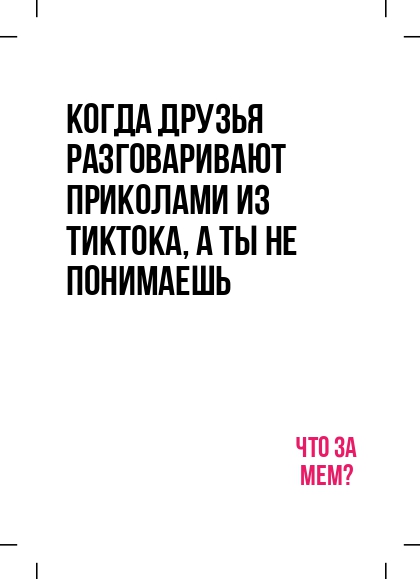 КОГДА ДРУЗЬЯ
РАЗГОВАРИВАЮТ
ПРИКОЛАМИ ИЗ
ТИКТОКА, А ТЫ НЕ
ПОНИМАЕШЬ
ЧТО ЗА
МЕМ?